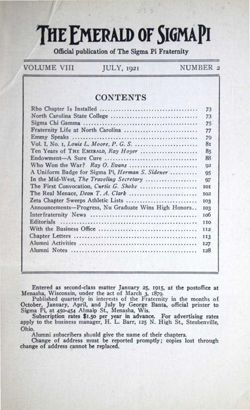 THE EMERALD OF SIGMA PI
Official publication of The Sigma Pi Fraternity
VOLUME VIII JULY, 1921 NUMBER 2
CONTENTS
Rho Chapter Is Installed 73
North Carolina State College 73
Sigma Chi Gamma 75
Fraternity Life at North Carolina 77
Emmy Speaks 79
Vol. I, No. 1, Louis L. Moore, P. G. S. 81
Ten Years of THE EMERALD, Ray Hoyer 83
Endowment—A Sure Cure 88
Who Won the War? Ray O. Evans 92
A Uniform Badge for Sigma Pi, Herman S. Sidener 95
In the Mid-West, The Traveling Secretary 97
The First Convocation, Curtis G. Shake 101
The Real Menace, Dean T. A. Clark 102
Zeta Chapter Sweeps Athletic Lists 103
Announcements—Progress, Nu Graduate Wins High Honors 103
Interfraternity News 106
Editorials 110
With the Business Office 112
Chapter Letters 113
Alumni Activities 127
Alumni Notes 128
Entered as second-class matter January 25, 1915, at the postoffice at
Menasha, Wisconsin, under the act of March 3, 1879.
Published quarterly in interests of the Fraternity in the months of
October, January, April, and July by George Banta, official printer to
Sigma Pi, at 450-454 Ahnaip St., Menasha, Wis.
Subscription rates $1.50 per year in advance. For advertising rates
apply to the business manager, H. L. Barr, 125 N. High St., Steubenville,
Ohio.
Alumni subscribers should give the name of their chapters.
Change of address must be reported promptly; copies lost through
change of address cannot be replaced.